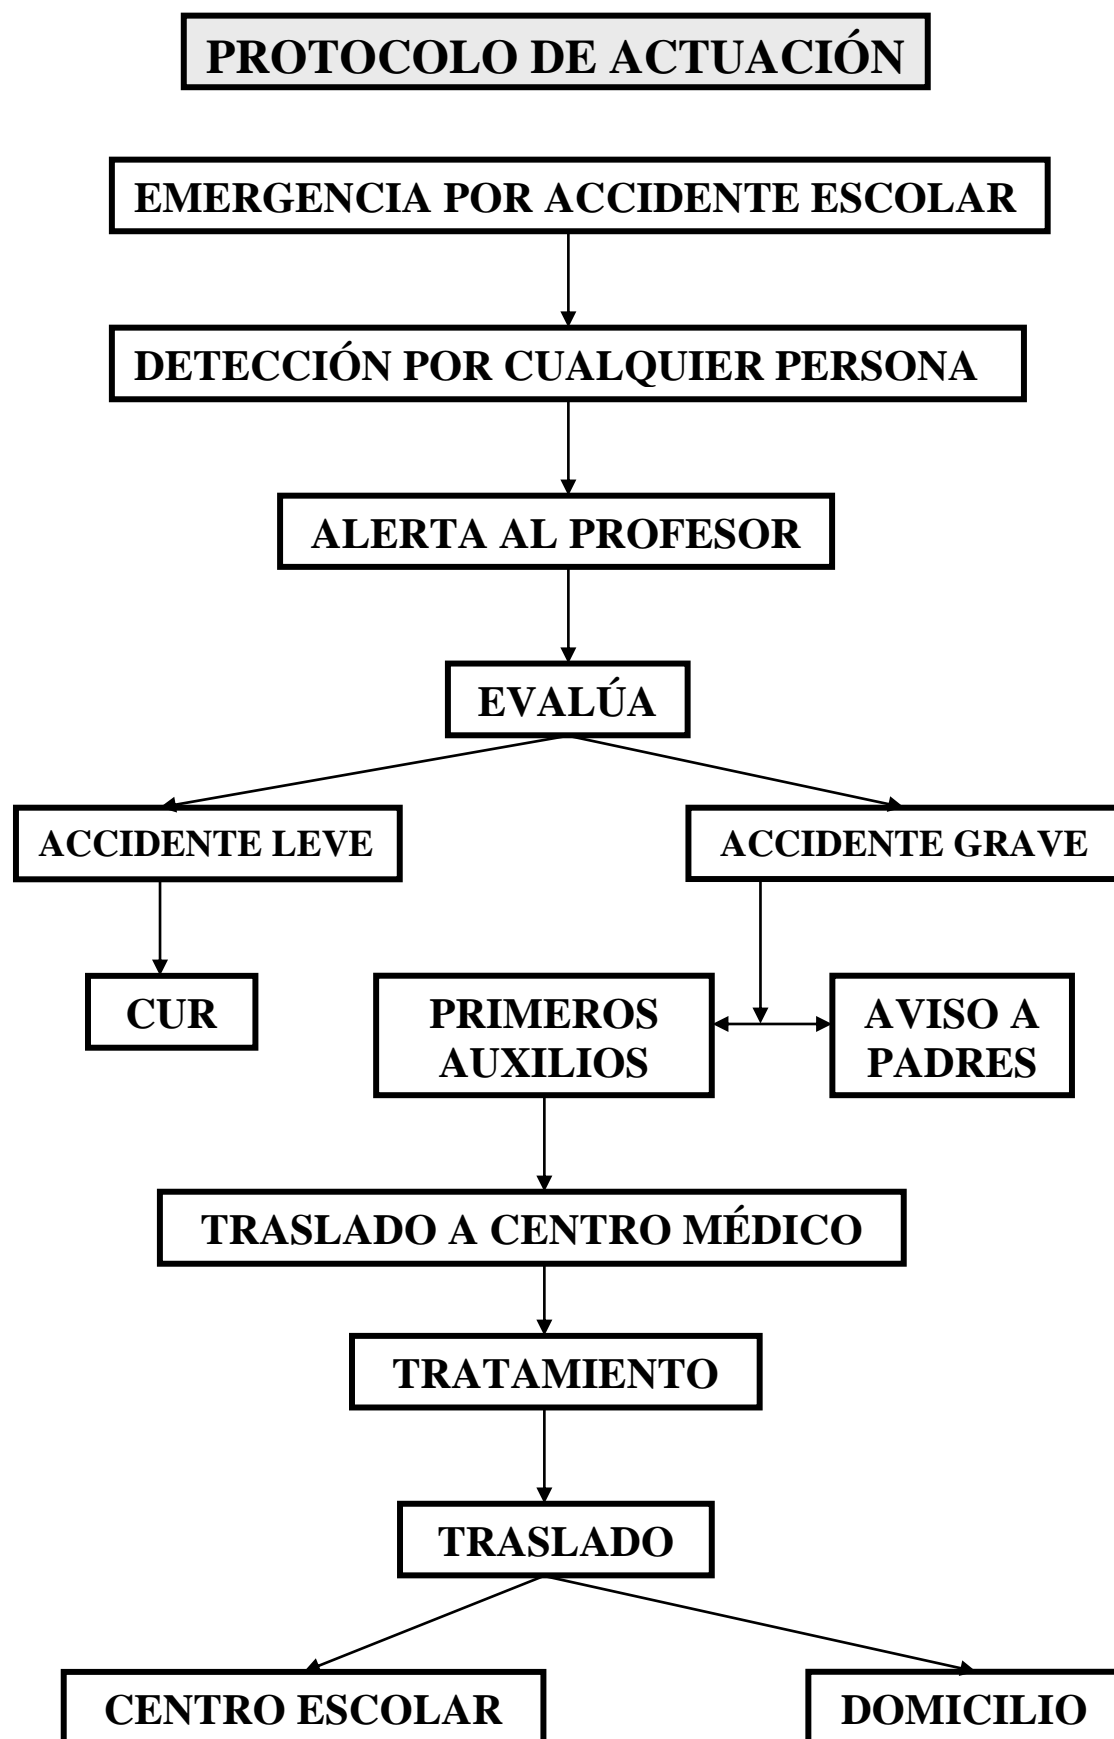 PROTOCOLO DE ACTUACIÓN
EMERGENCIA POR ACCIDENTE ESCOLAR
DETECCIÓN POR CUALQUIER PERSONA
ALERTA AL PROFESOR
EVALÚA
ACCIDENTE LEVE
ACCIDENTE GRAVE
CUR
PRIMEROS
AUXILIOS
AVISO A
PADRES
TRASLADO A CENTRO MÉDICO
TRATAMIENTO
TRASLADO
CENTRO ESCOLAR
DOMICILIO